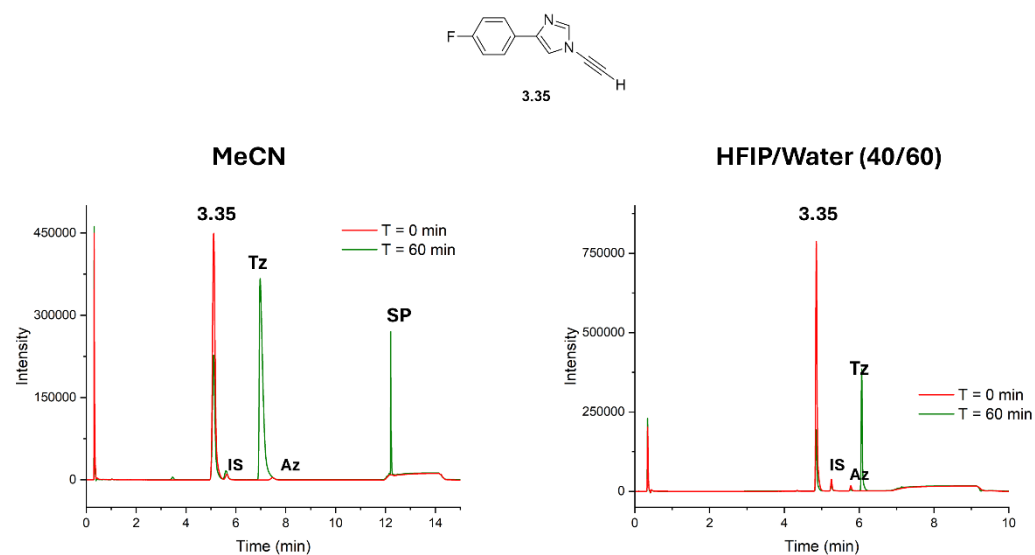 F
N
N
H
3.35
MeCN
HFIP/Water (40/60)
3.35
T = 0 min
T = 60 min
Tz
SP
IS
Az
450000
300000
150000
0
Intensity
0 2 4 6 8 10 12 14
Time (min)
3.35
Tz
T = 0 min
T = 60 min
IS
Az
750000
500000
250000
0
Intensity
0 2 4 6 8 10
Time (min)